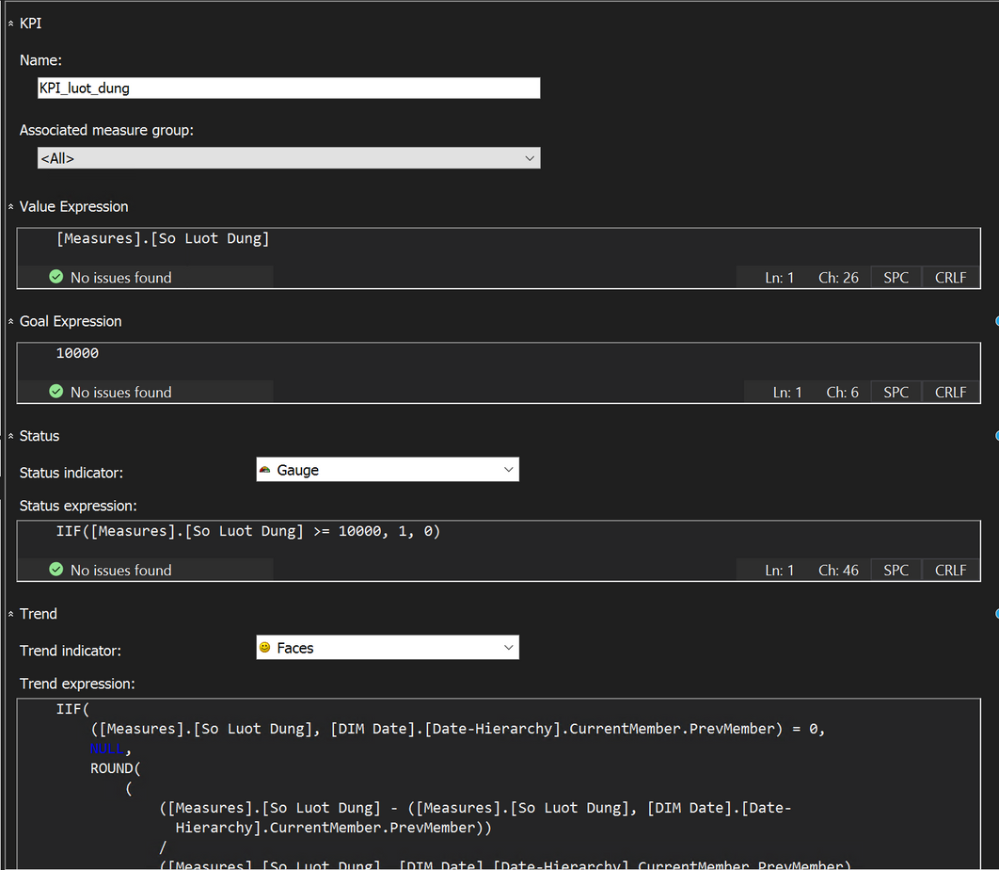 KPI
Name:
KPI_luot_dung
Associated measure group:
<All>
Value Expression
[Measures].[So Luot Dung]
No issues found Ln: 1 Ch: 26 SPC CRLF
Goal Expression
10000
No issues found Ln: 1 Ch: 6 SPC CRLF
Status
Status indicator: Gauge
Status expression:
IIF([Measures].[So Luot Dung] >= 10000, 1, 0)
No issues found Ln: 1 Ch: 46 SPC CRLF
Trend
Trend indicator: Faces
Trend expression:
IIF(
([Measures].[So Luot Dung], [DIM Date].[Date-Hierarchy].CurrentMember.PrevMember) = 0,
NULL,
ROUND(
(
([Measures].[So Luot Dung] - ([Measures].[So Luot Dung], [DIM Date].[Date-
Hierarchy].CurrentMember.PrevMember))
/
([Measures].[So Luot Dung], [DIM Date].[Date-Hierarchy].CurrentMember.PrevMember)